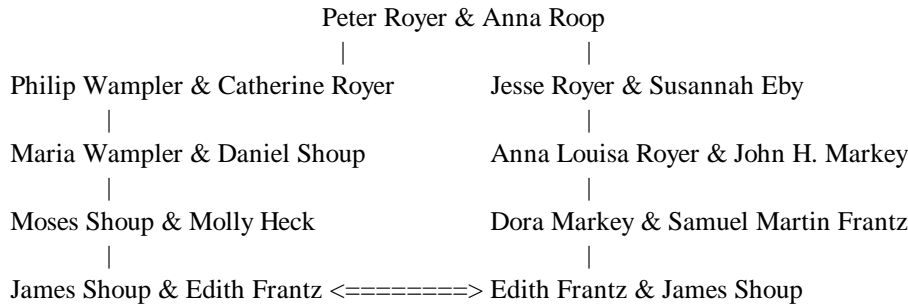 Peter Royer & Anna Roop
| |
Philip Wampler & Catherine Royer Jesse Royer & Susannah Eby
| |
Maria Wampler & Daniel Shoup Anna Louisa Royer & John H. Markey
| |
Moses Shoup & Molly Heck Dora Markey & Samuel Martin Frantz
| |
James Shoup & Edith Frantz <========> Edith Frantz & James Shoup